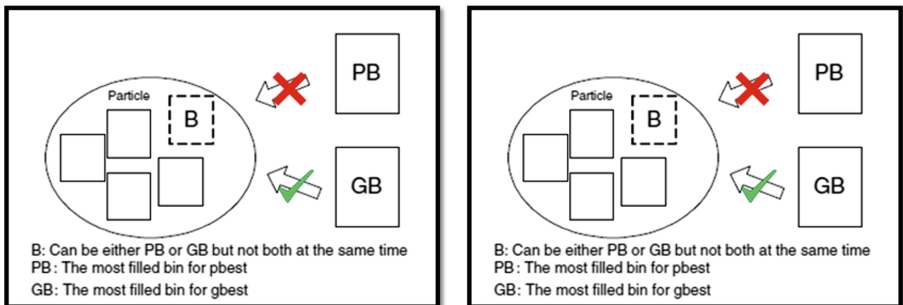 PB
Particle
B
GB
B: Can be either PB or GB but not both at the same time
PB: The most filled bin for pbest
GB: The most filled bin for gbest
PB
Particle
B
GB
B: Can be either PB or GB but not both at the same time
PB: The most filled bin for pbest
GB: The most filled bin for gbest